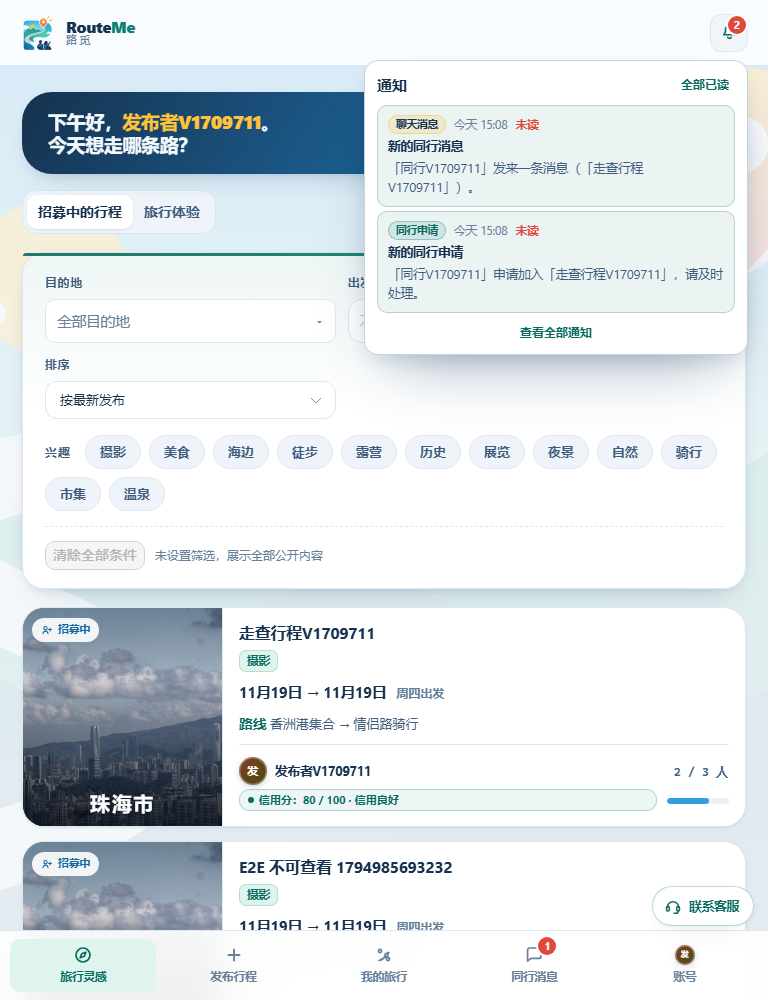 RouteMe
路觅
2
下午好，发布者V1709711。
今天想走哪条路？
通知
全部已读
聊天消息 今天 15:08 未读
新的同行消息
「同行V1709711」发来一条消息（「走查行程
V1709711」）。
同行申请 今天 15:08 未读
新的同行申请
「同行V1709711」申请加入「走查行程V1709711」，请及时
处理。
查看全部通知
招募中的行程 旅行体验
目的地
全部目的地
排序
按最新发布
兴趣 摄影 美食 海边 徒步 露营 历史 展览 夜景 自然 骑行
市集 温泉
清除全部条件 未设置筛选，展示全部公开内容
招募中
珠海市
走查行程V1709711
摄影
11月19日 → 11月19日 周四出发
路线 香洲港集合 → 情侣路骑行
发 发布者V1709711 2 / 3 人
信用分：80 / 100 · 信用良好
招募中
E2E 不可查看 1794985693232
摄影
11月19日 → 11月19日 周四出发
联系客服
旅行灵感
发布行程
我的旅行
1
同行消息
发
账号